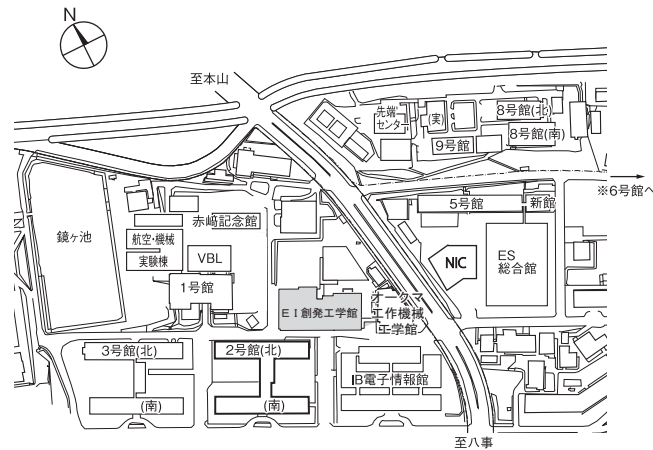 N
至本山
先端・
センター
(実)
8号館(北)
8号館(南)
9号館
※6号館へ
赤﨑記念館
5号館
新館
鏡ヶ池
航空・機械
実験棟
VBL
NIC
ES
総合館
1号館
EI創発工学館
オークマ
工作機械
工学館
3号館(北)
2号館(北)
IB電子情報館
(南)
(南)
至八事